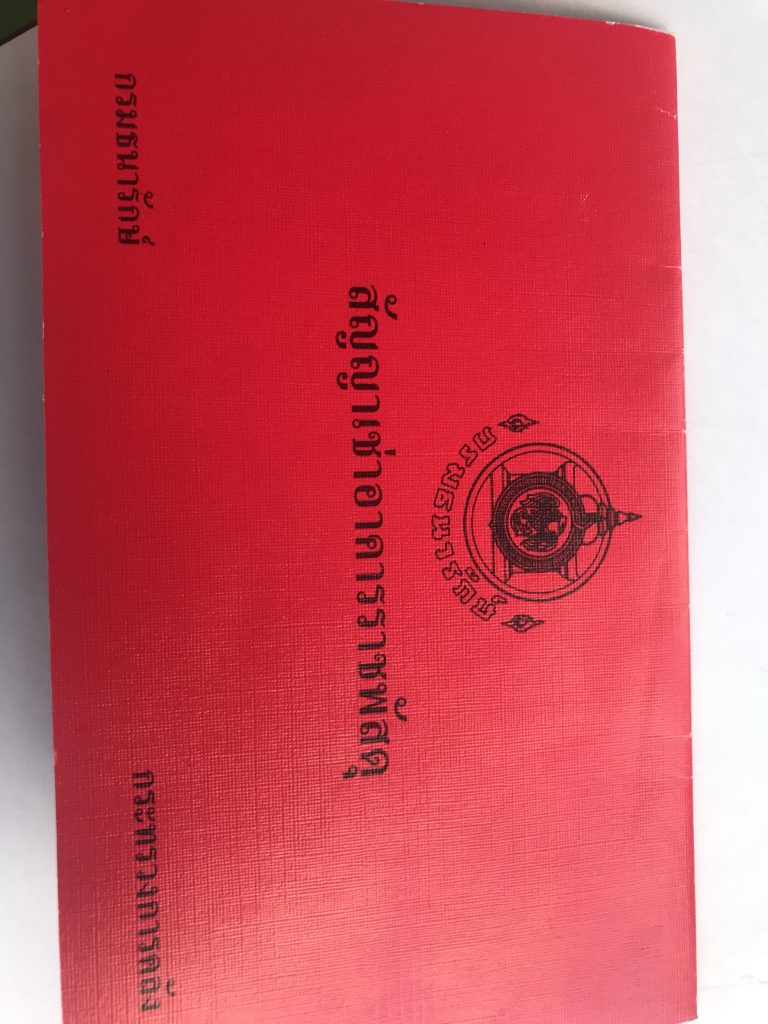 กรมธนารักษ์
สัญญาเช่าอาคารราชพัสดุ
กรมธนารักษ์
กระทรวงการคลัง